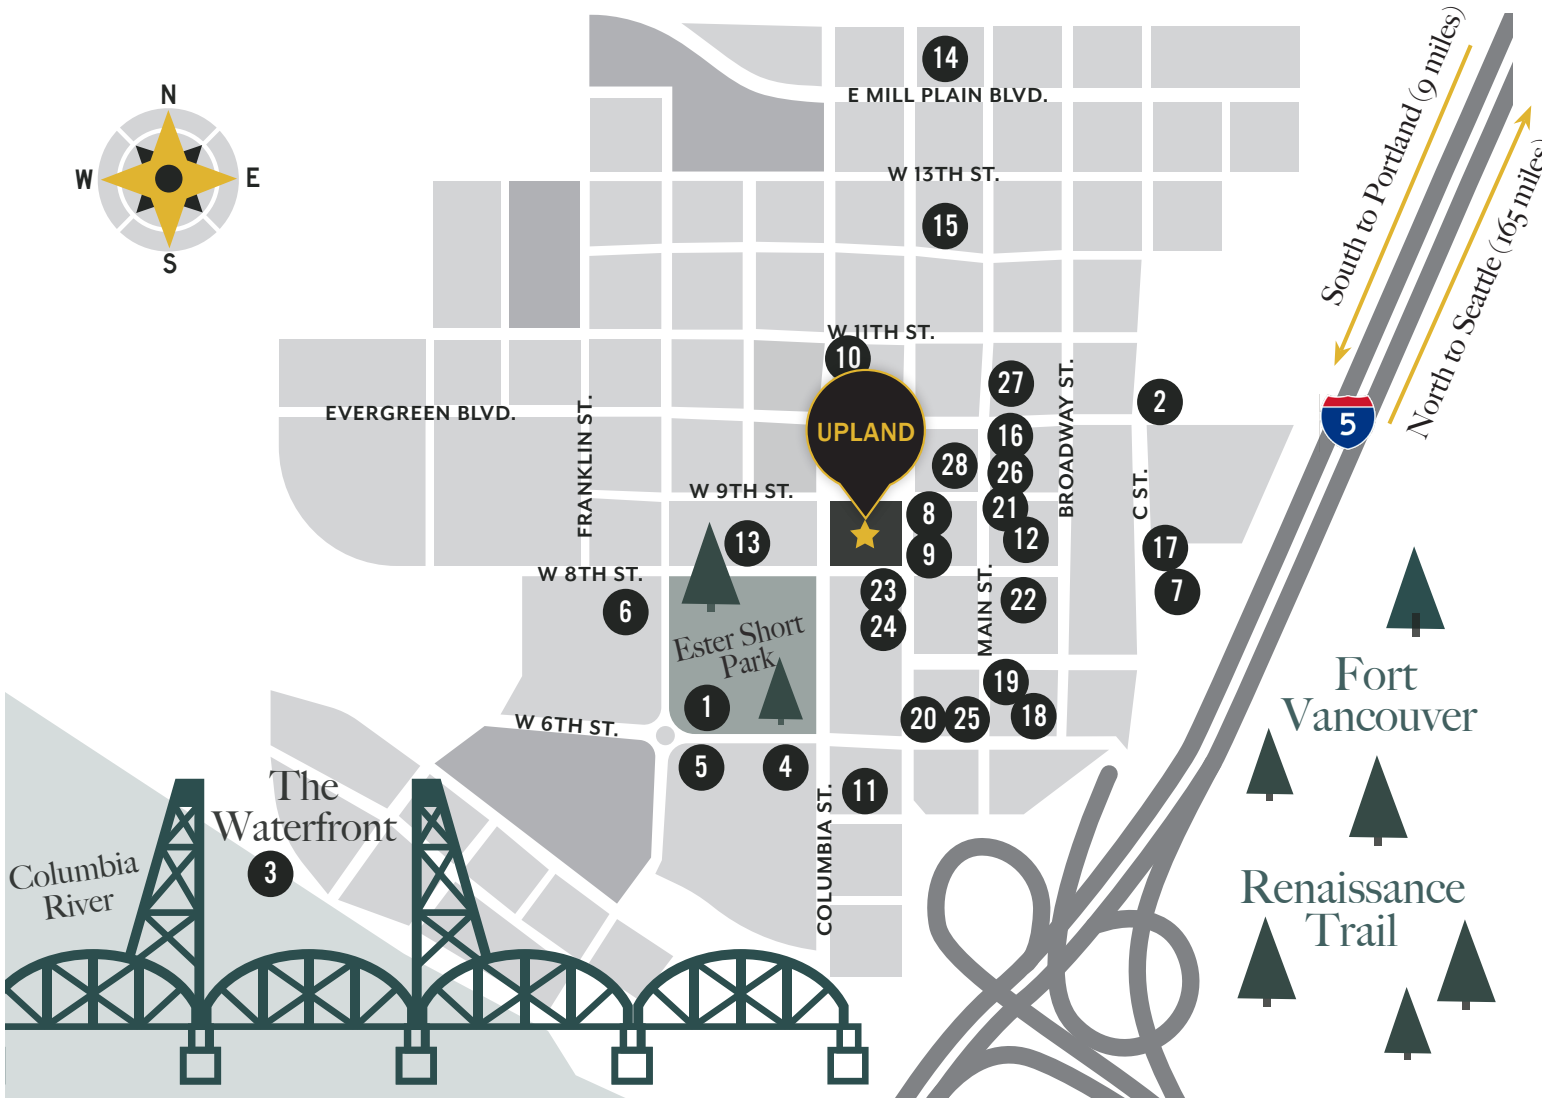 14
E MILL PLAIN BLVD.
N
W
E
S
W 13TH ST.
15
South to Portland (9 miles)
North to Seattle (165 miles)
W 11TH ST.
10
27
2
5
EVERGREEN BLVD.
FRANKLIN ST.
UPLAND
BROADWAY ST.
16
28
26
C ST.
W 9TH ST.
8
21
13
9
12
17
W 8TH ST.
6
23
24
MAIN ST.
22
7
Ester Short
Park
1
19
20
25
18
W 6TH ST.
5
4
11
COLUMBIA ST.
Fort
Vancouver
The
Waterfront
3
Columbia
River
Renaissance
Trail